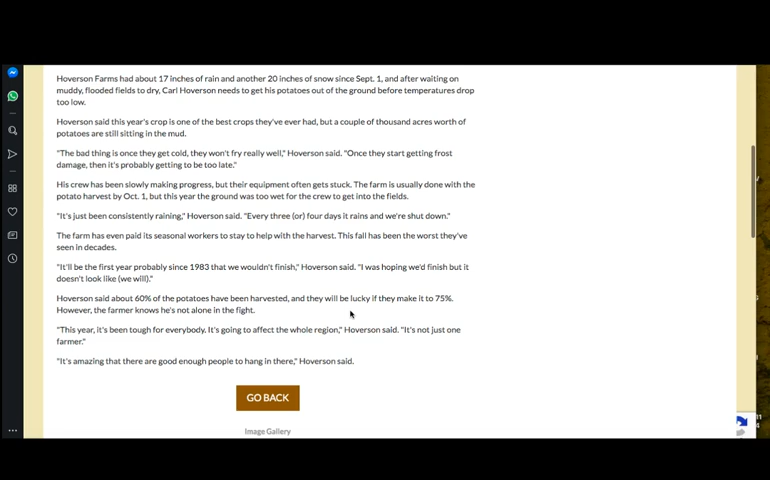 Hoverson Farms had about 17 inches of rain and another 20 inches of snow since Sept. 1, and after waiting on
muddy, flooded fields to dry, Carl Hoverson needs to get his potatoes out of the ground before temperatures drop
too low.
Hoverson said this year's crop is one of the best crops they've ever had, but a couple of thousand acres worth of
potatoes are still sitting in the mud.
"The bad thing is once they get cold, they won't fry really well," Hoverson said. "Once they start getting frost
damage, then it's probably getting to be too late."
His crew has been slowly making progress, but their equipment often gets stuck. The farm is usually done with the
potato harvest by Oct. 1, but this year the ground was too wet for the crew to get into the fields.
"It's just been consistently raining," Hoverson said. "Every three (or) four days it rains and we're shut down."
The farm has even paid its seasonal workers to stay to help with the harvest. This fall has been the worst they've
seen in decades.
"It'll be the first year probably since 1983 that we wouldn't finish," Hoverson said. "I was hoping we'd finish but it
doesn't look like (we will)."
Hoverson said about 60% of the potatoes have been harvested, and they will be lucky if they make it to 75%.
However, the farmer knows he's not alone in the fight.
"This year, it's been tough for everybody. It's going to affect the whole region," Hoverson said. "It's not just one
farmer."
"It's amazing that there are good enough people to hang in there," Hoverson said.
GO BACK
Image Gallery